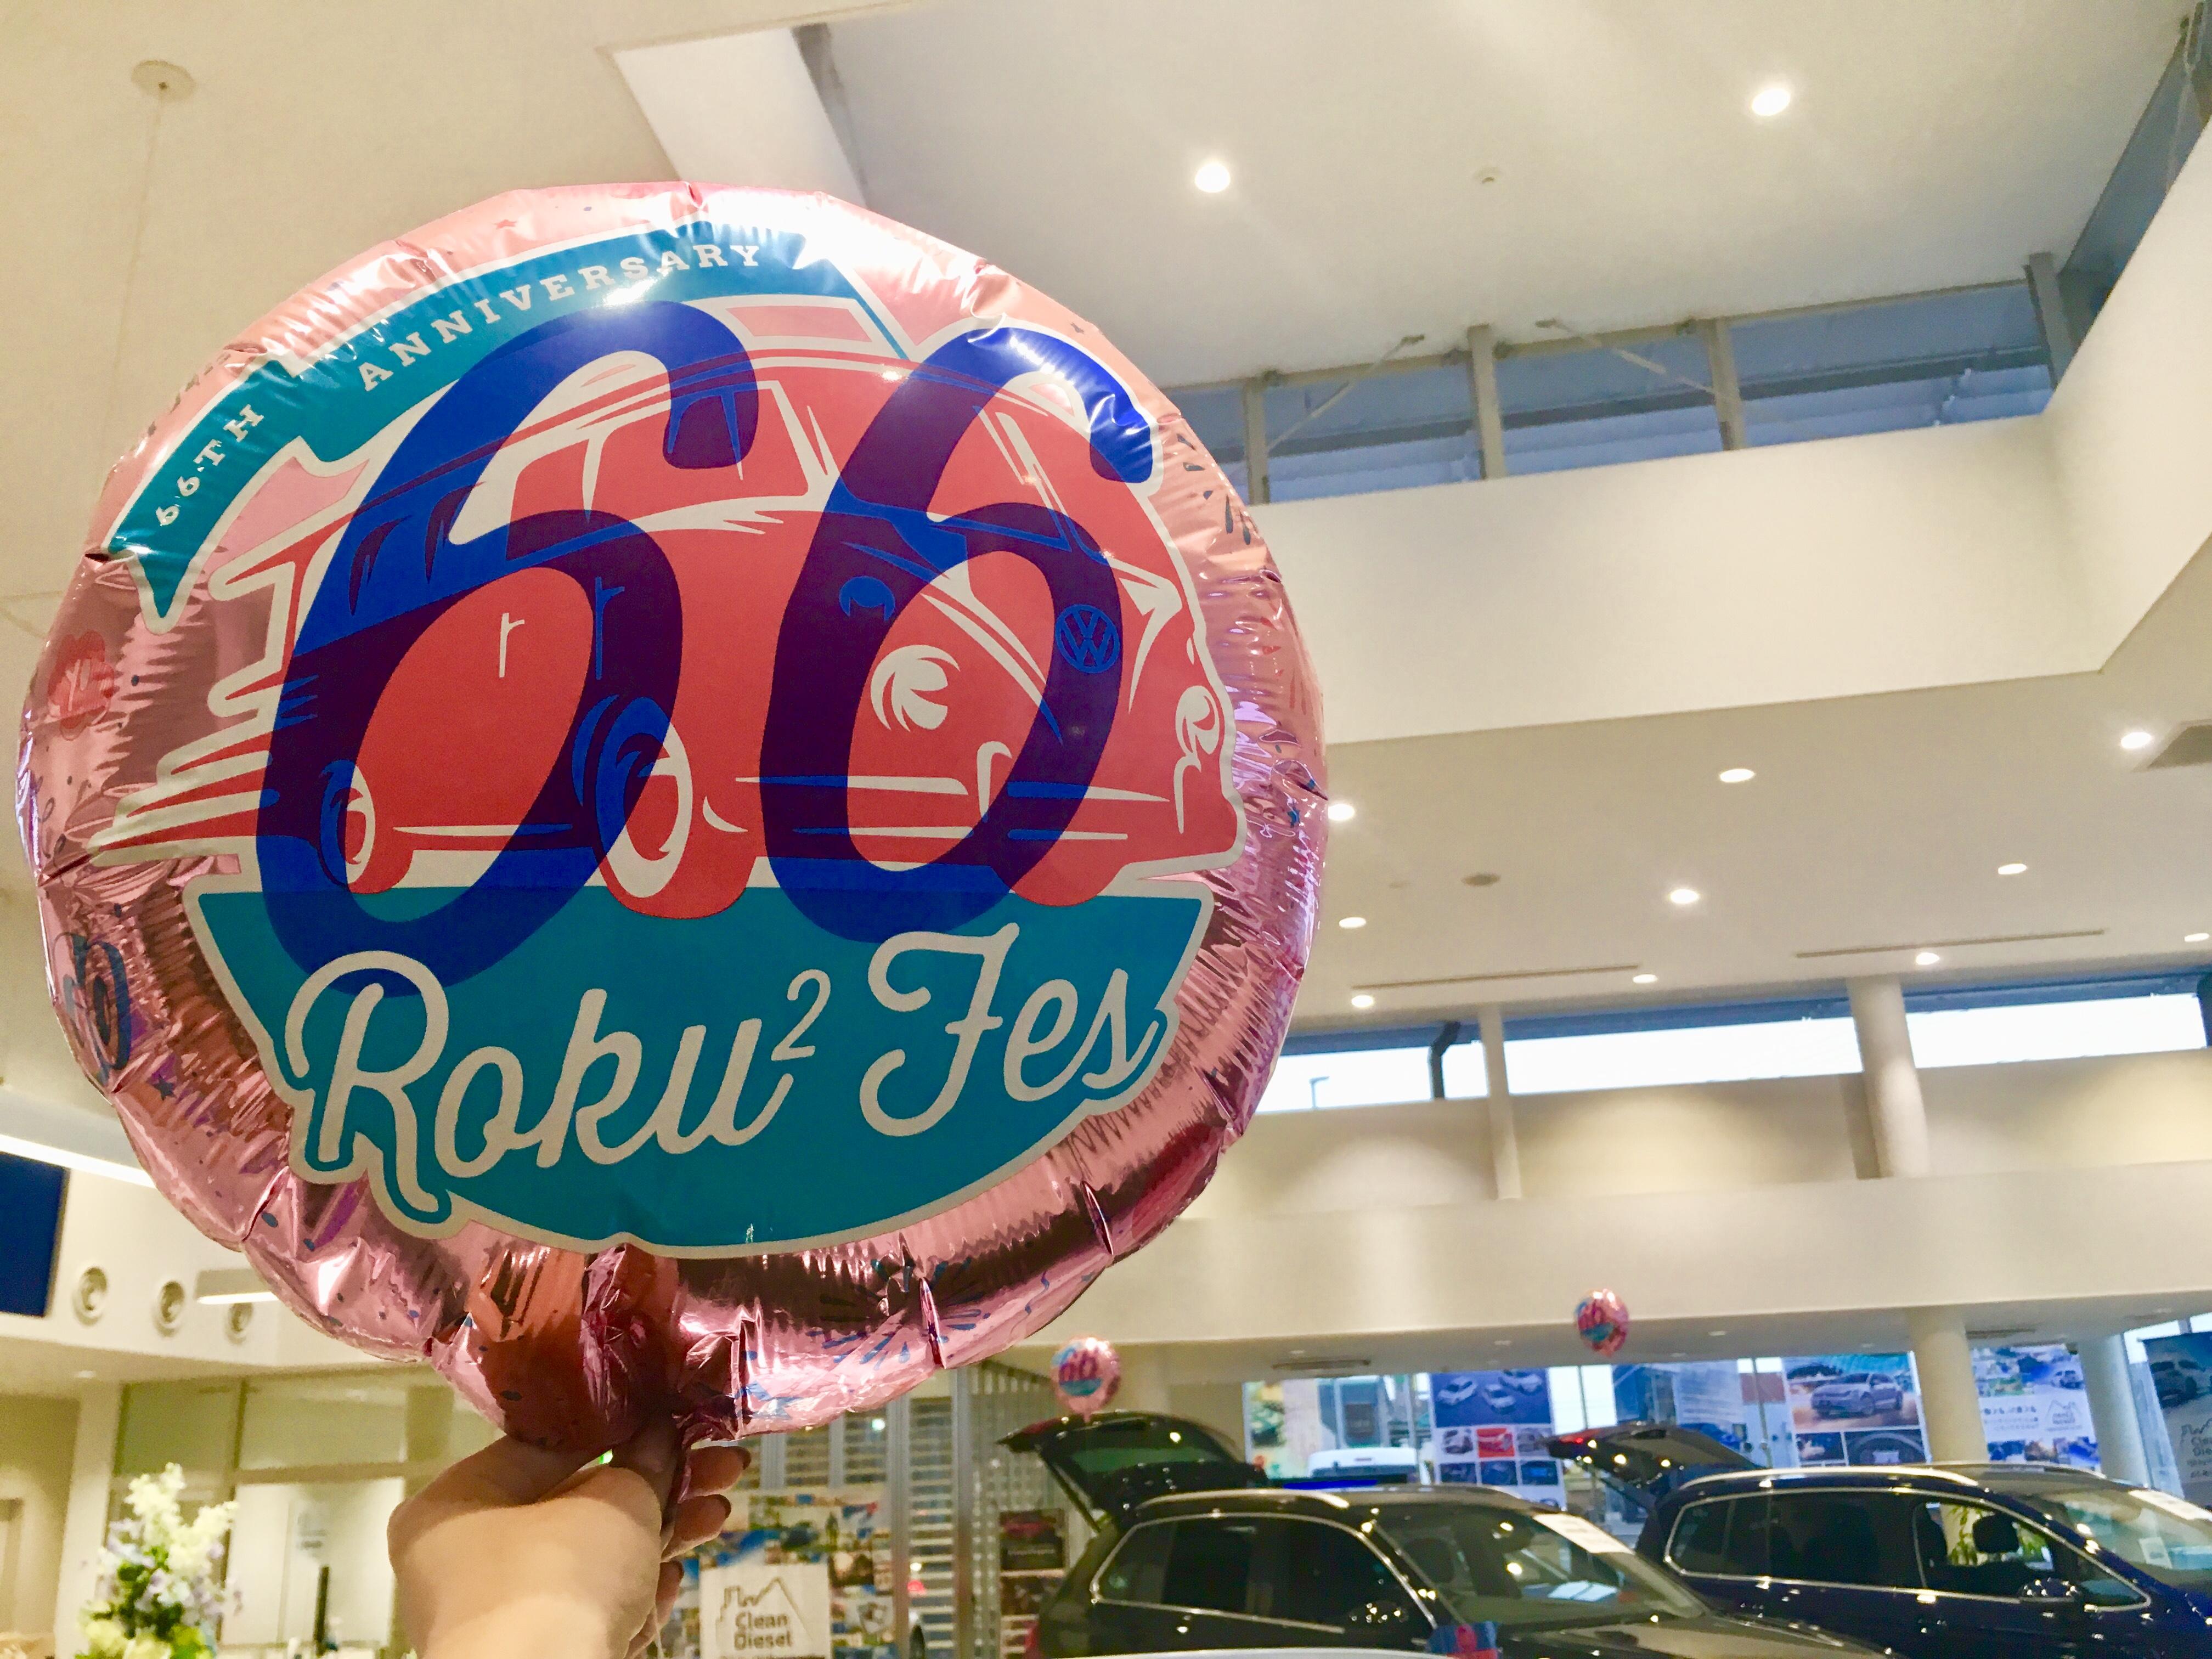 66TH ANNIVERSARY
66
Roku² Fes
Clean
Diesel